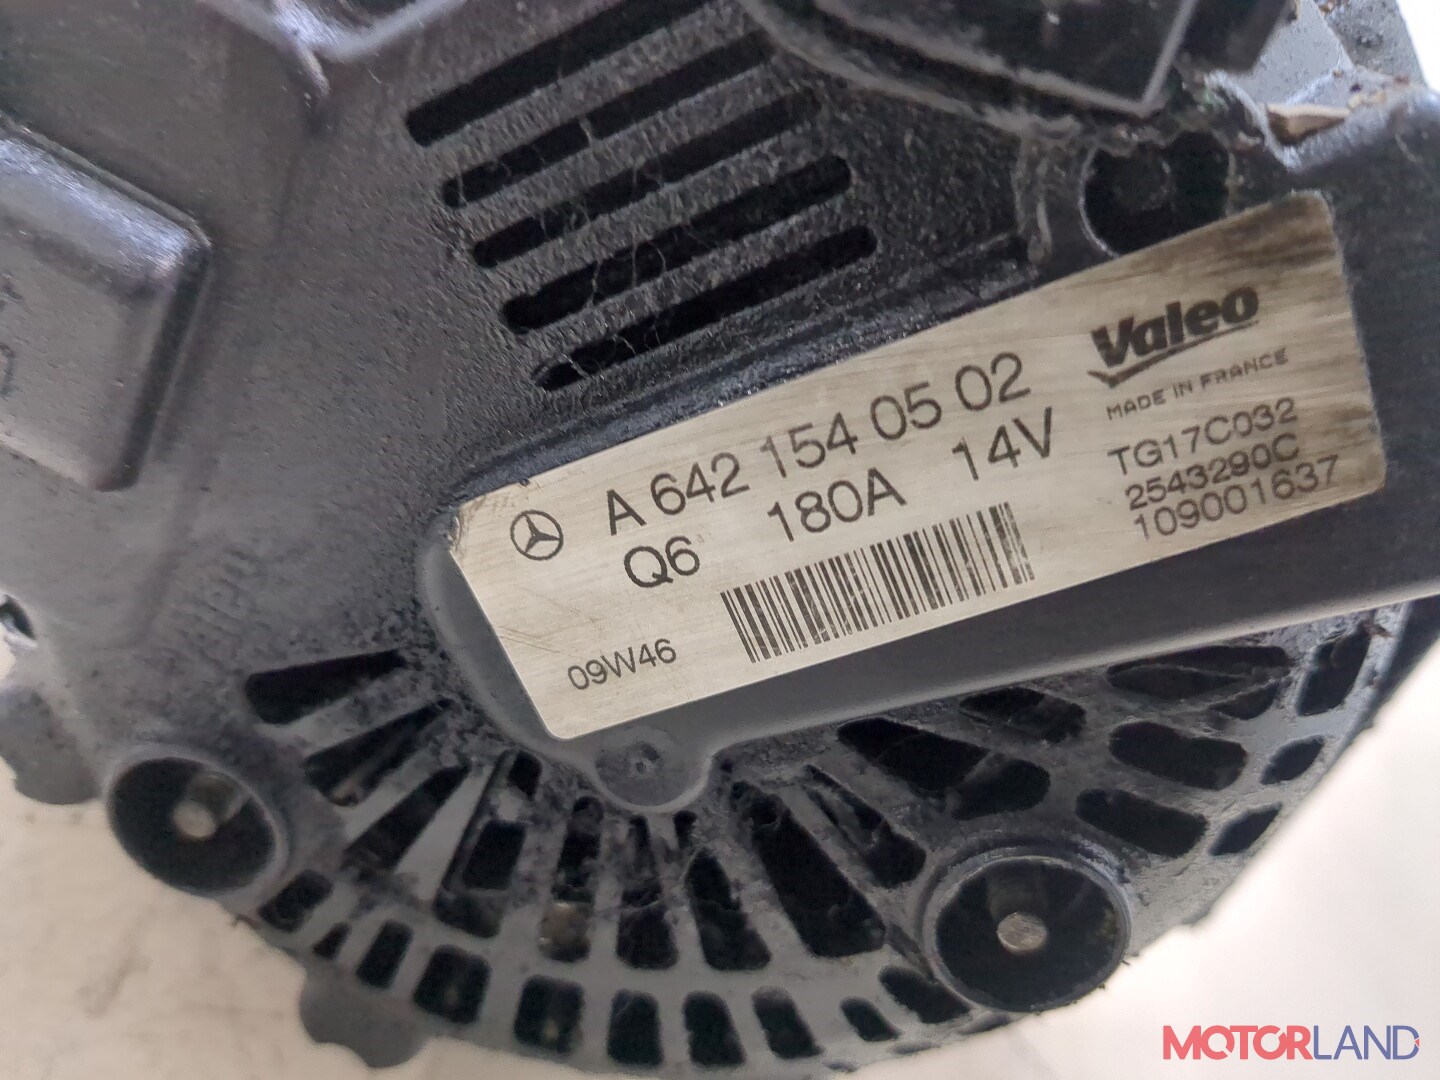 Valeo
MADE IN FRANCE
A 642 154 05 02
Q6 180A 14V
TG17C032
2543290C
109001637
09W46
MOTORLAND